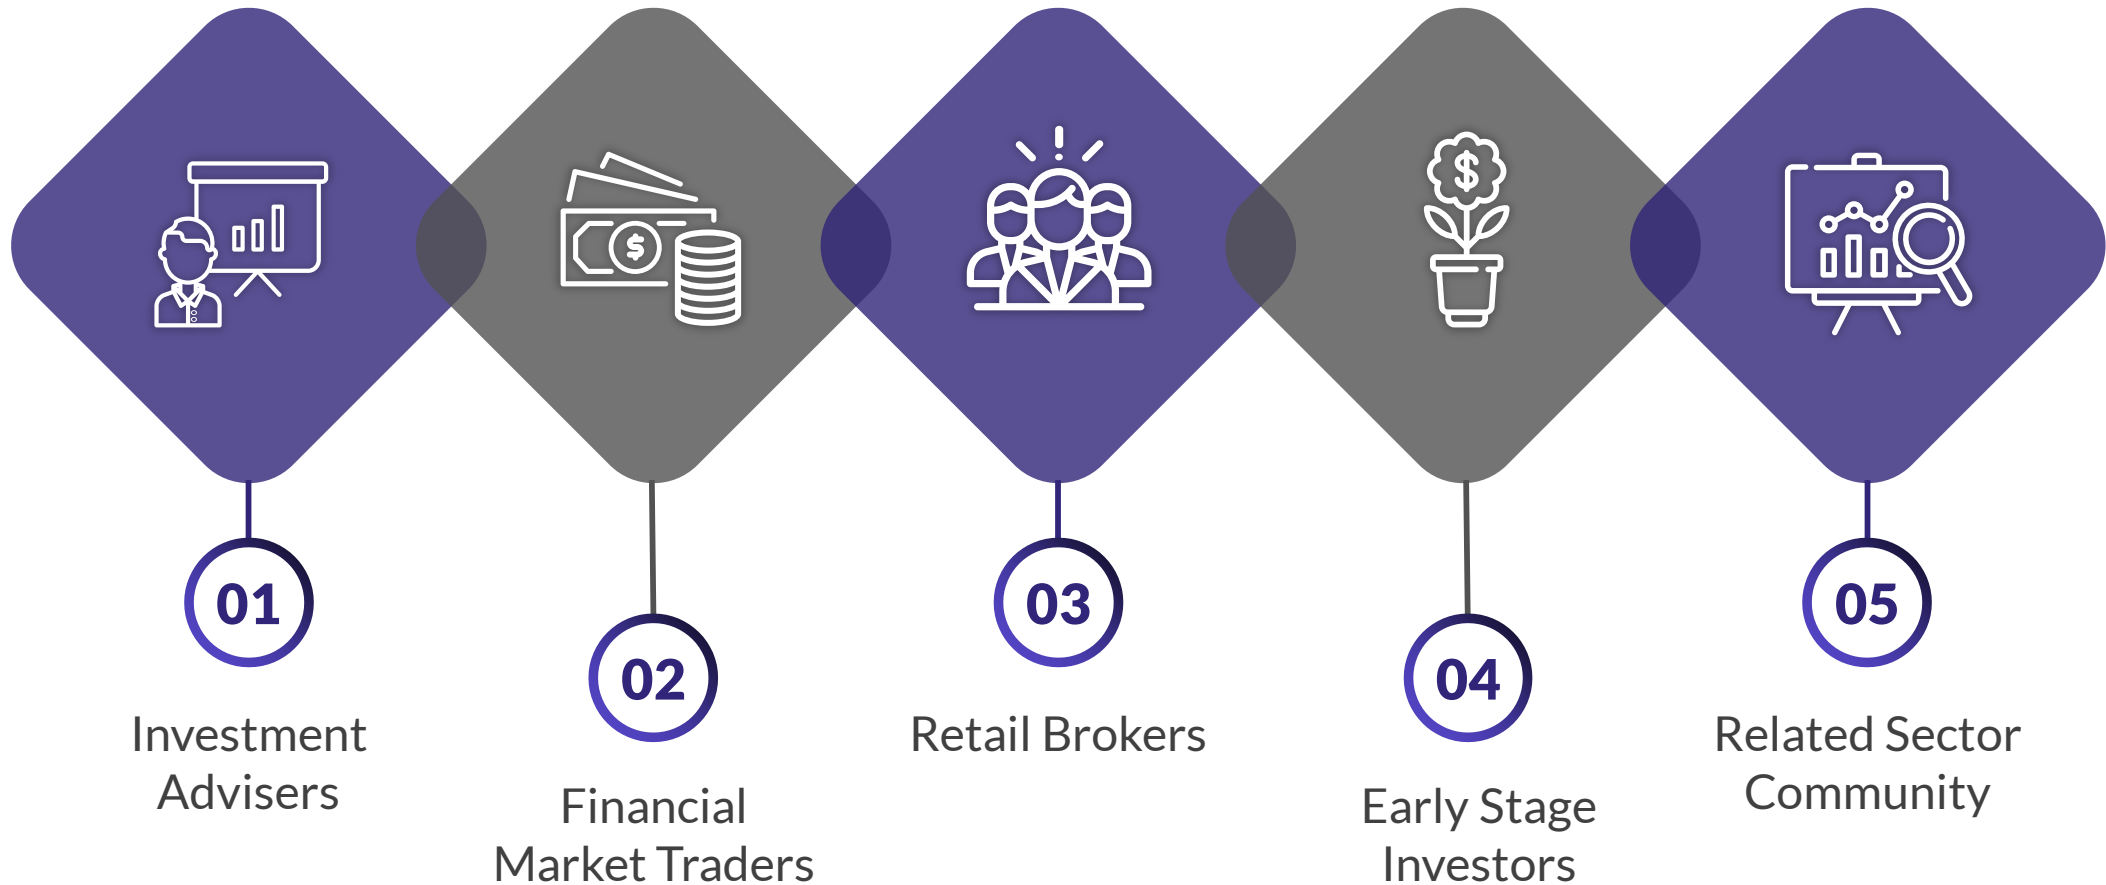 01
Investment
Advisers
02
Financial
Market Traders
03
Retail Brokers
04
Early Stage
Investors
05
Related Sector
Community